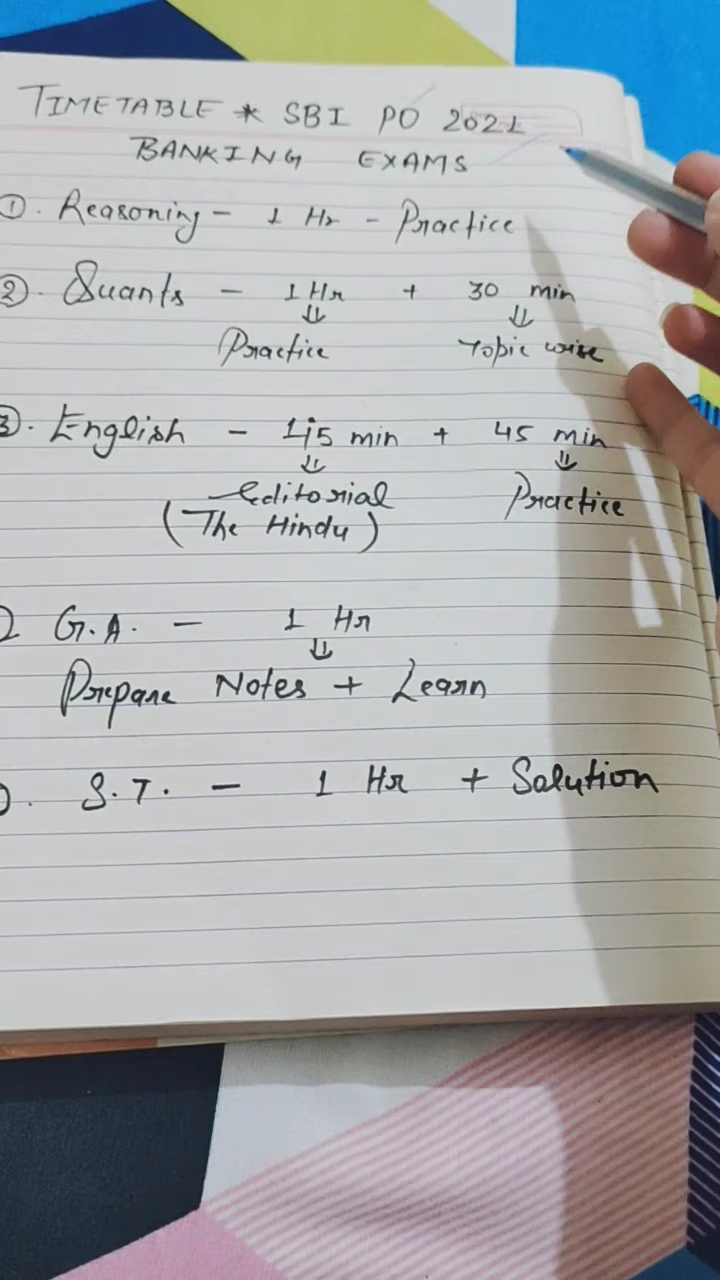 TIMETABLE * SBI PO 2021
BANKING EXAMS
①. Reasoning - 1 Hr - Practice
②. Quants - 1 Hr + 30 min
⇓ ⇓
Practice Topic wise
③. English - 15 min + 45 min
⇓ ⇓
Editorial Practice
(The Hindu)
G.A. - 1 Hr
⇓
Prepare Notes + Learn
S.T. - 1 Hr + Solution